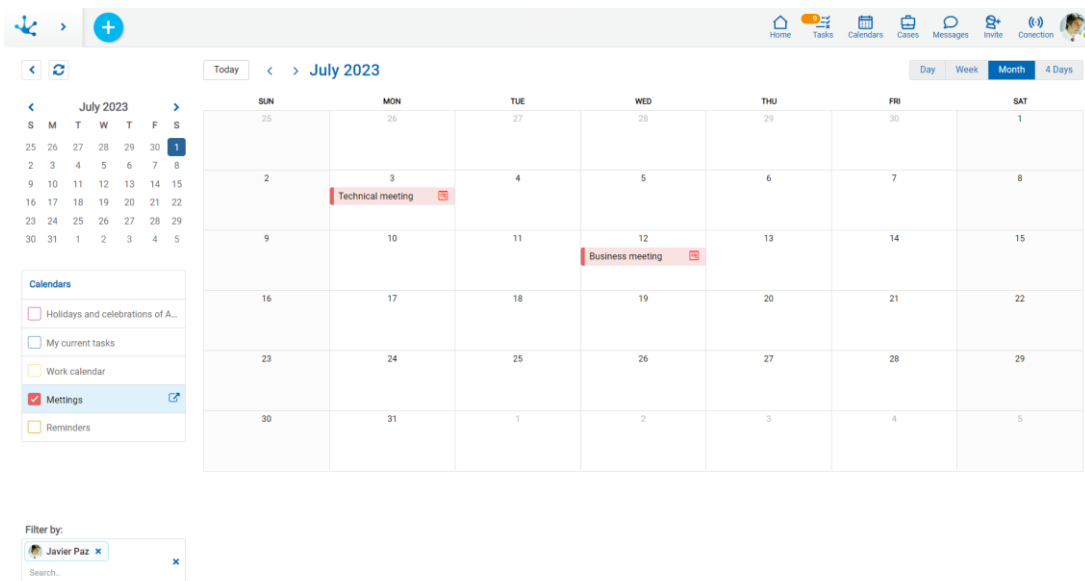 9
Home Tasks Calendars Cases Messages Invite Conection
Today July 2023 Day Week Month 4 Days
July 2023
S M T W T F S
25 26 27 28 29 30 1
2 3 4 5 6 7 8
9 10 11 12 13 14 15
16 17 18 19 20 21 22
23 24 25 26 27 28 29
30 31 1 2 3 4 5
Calendars
Holidays and celebrations of A...
My current tasks
Work calendar
Mettings
Reminders
Filter by:
Javier Paz
Search..
SUN MON TUE WED THU FRI SAT
25 26 27 28 29 30 1
2 3 4 5 6 7 8
Technical meeting
9 10 11 12 13 14 15
Business meeting
16 17 18 19 20 21 22
23 24 25 26 27 28 29
30 31 1 2 3 4 5